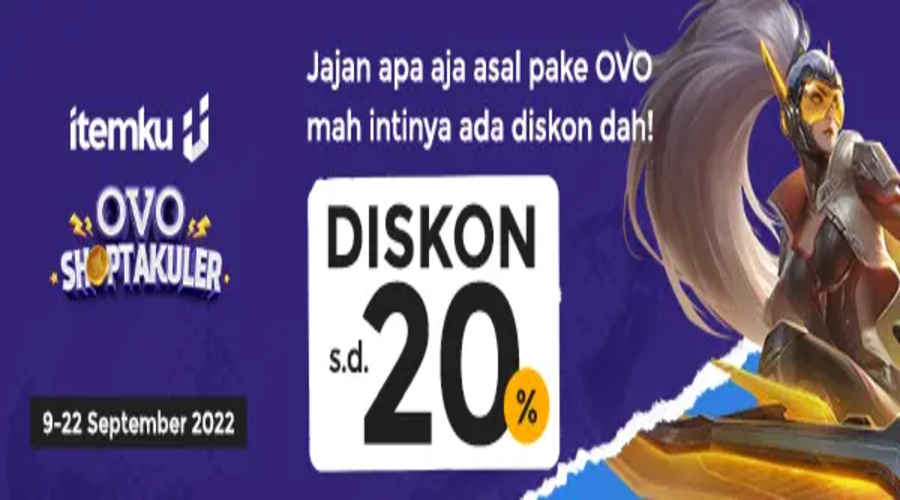 itemku
OVO
SHOPTAKULER
9-22 September 2022
Jajan apa aja asal pake OVO
mah intinya ada diskon dah!
DISKON
s.d. 20%